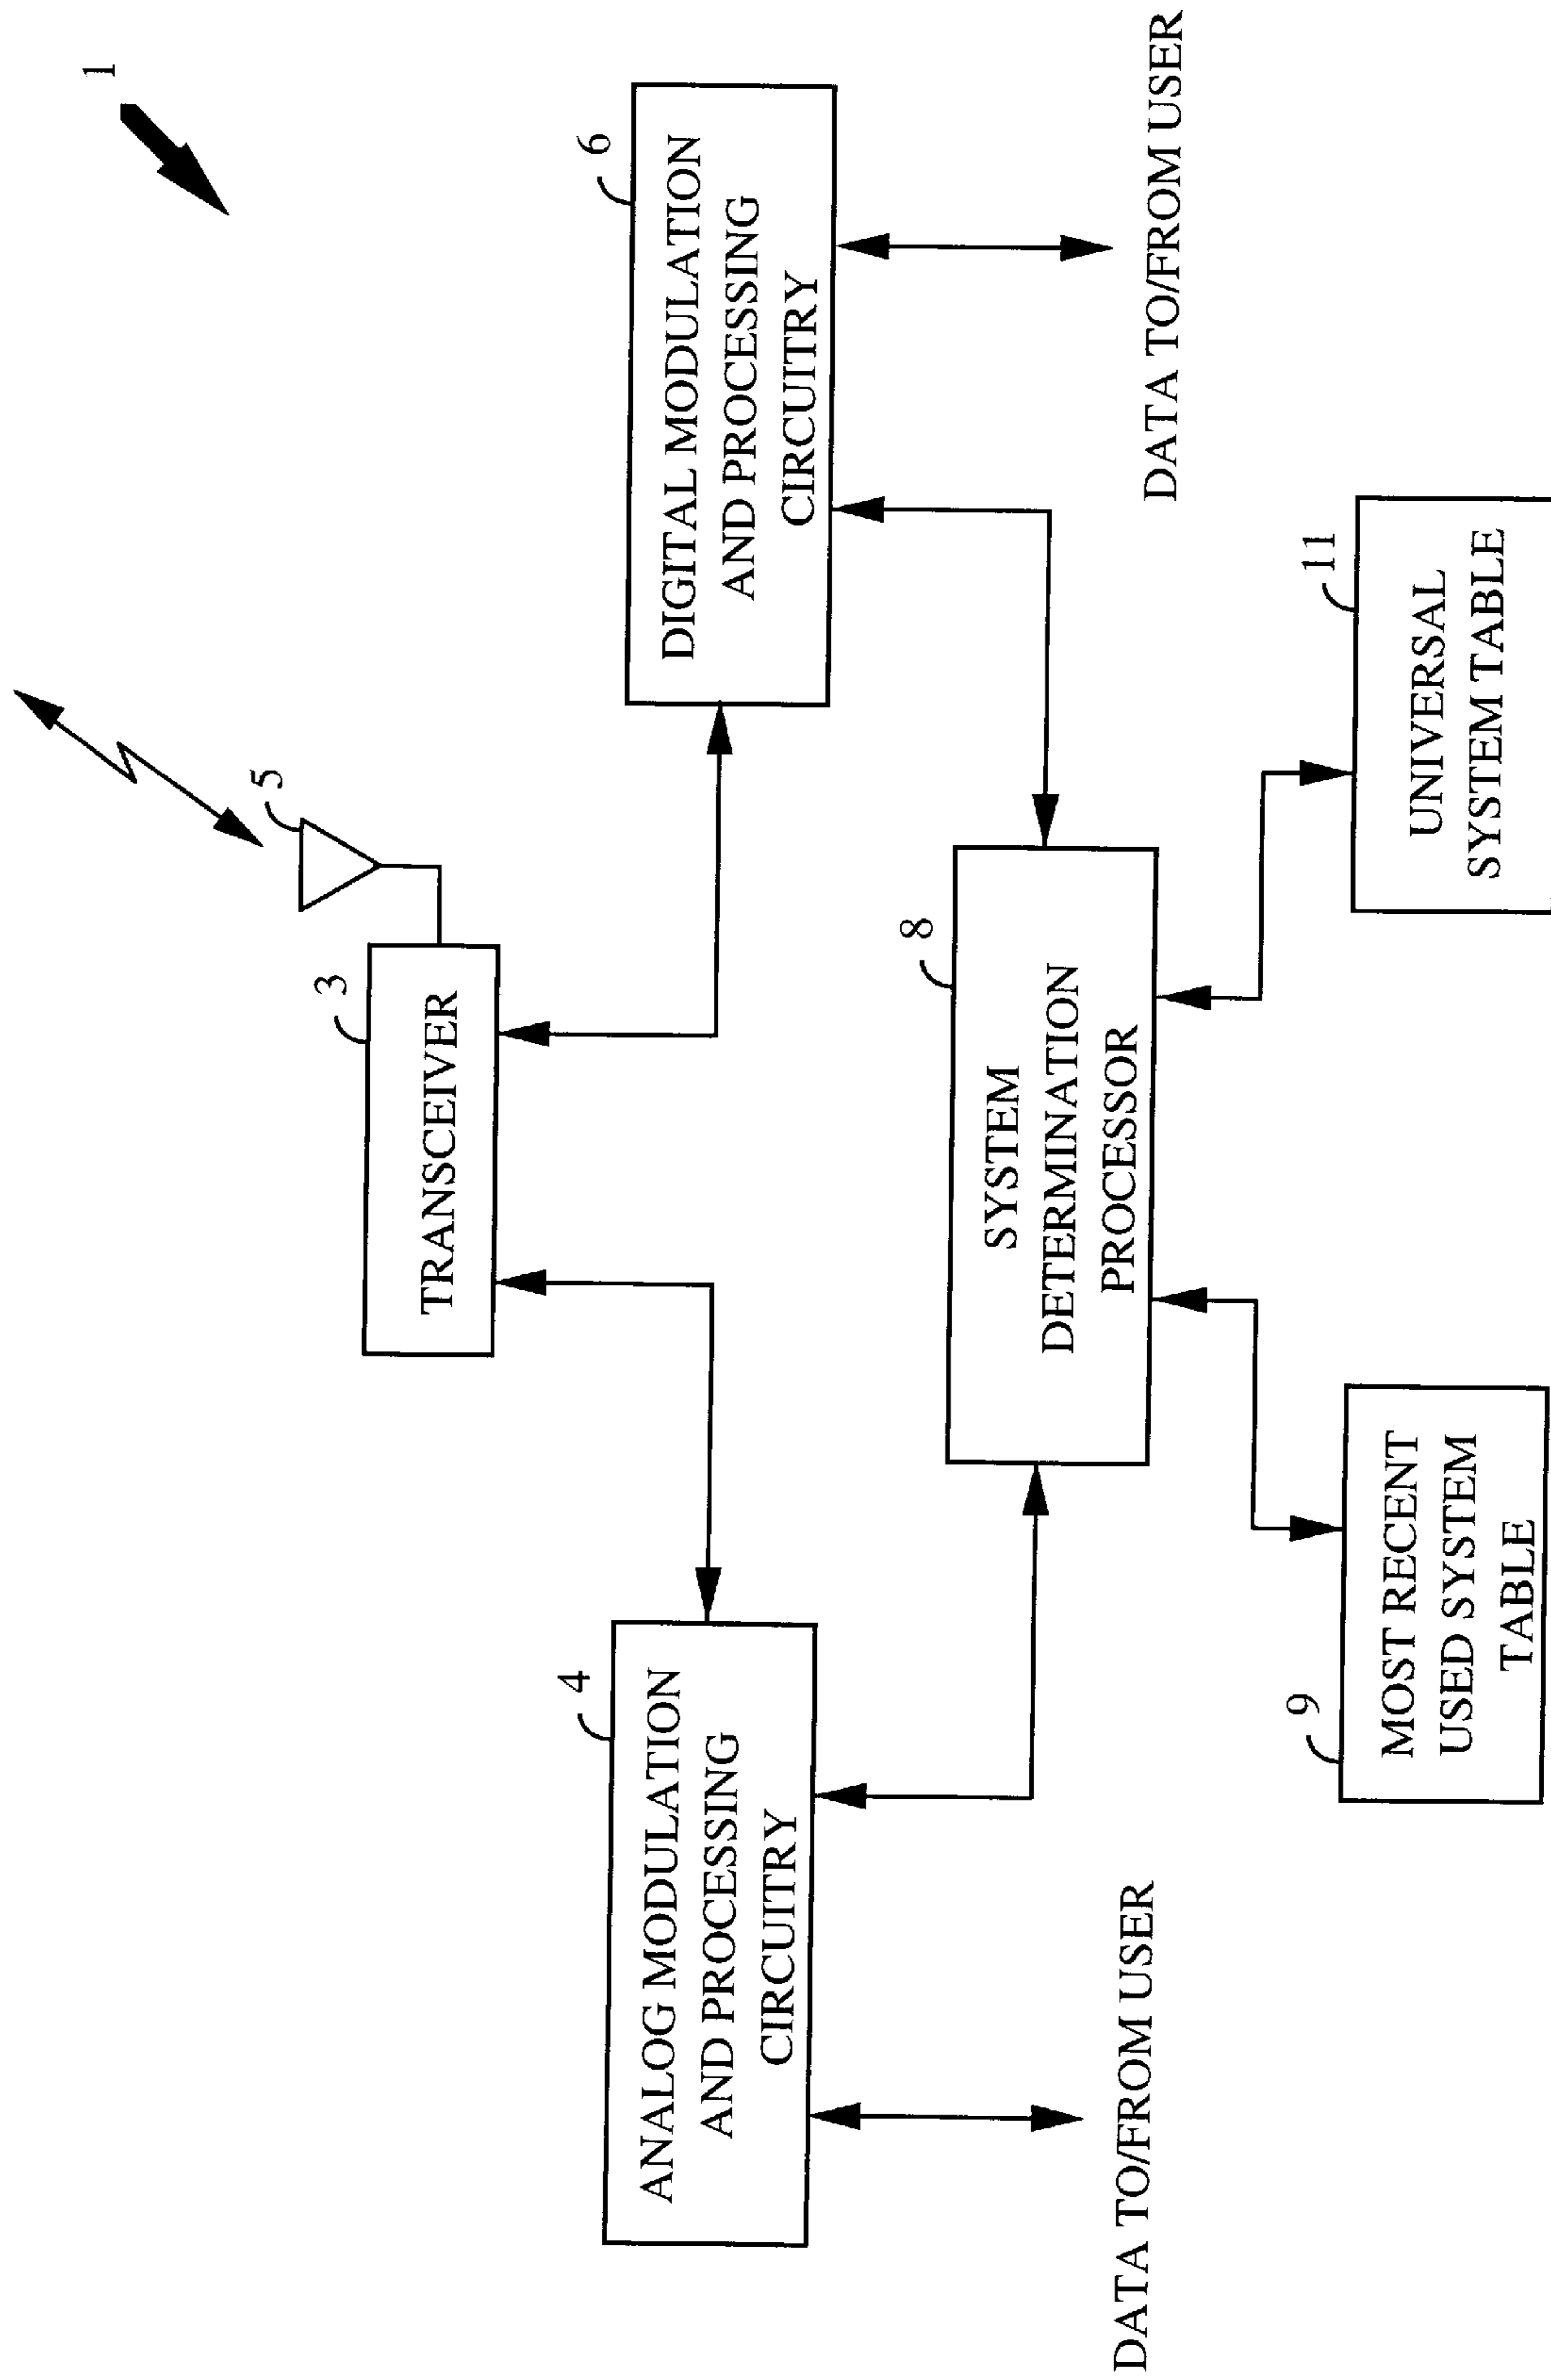 1
5
3
TRANSCEIVER
4
ANALOG MODULATION
AND PROCESSING
CIRCUITRY
6
DIGITAL MODULATION
AND PROCESSING
CIRCUITRY
8
SYSTEM
DETERMINATION
PROCESSOR
DATA TO/FROM USER
DATA TO/FROM USER
9
MOST RECENT
USED SYSTEM
TABLE
11
UNIVERSAL
SYSTEM TABLE